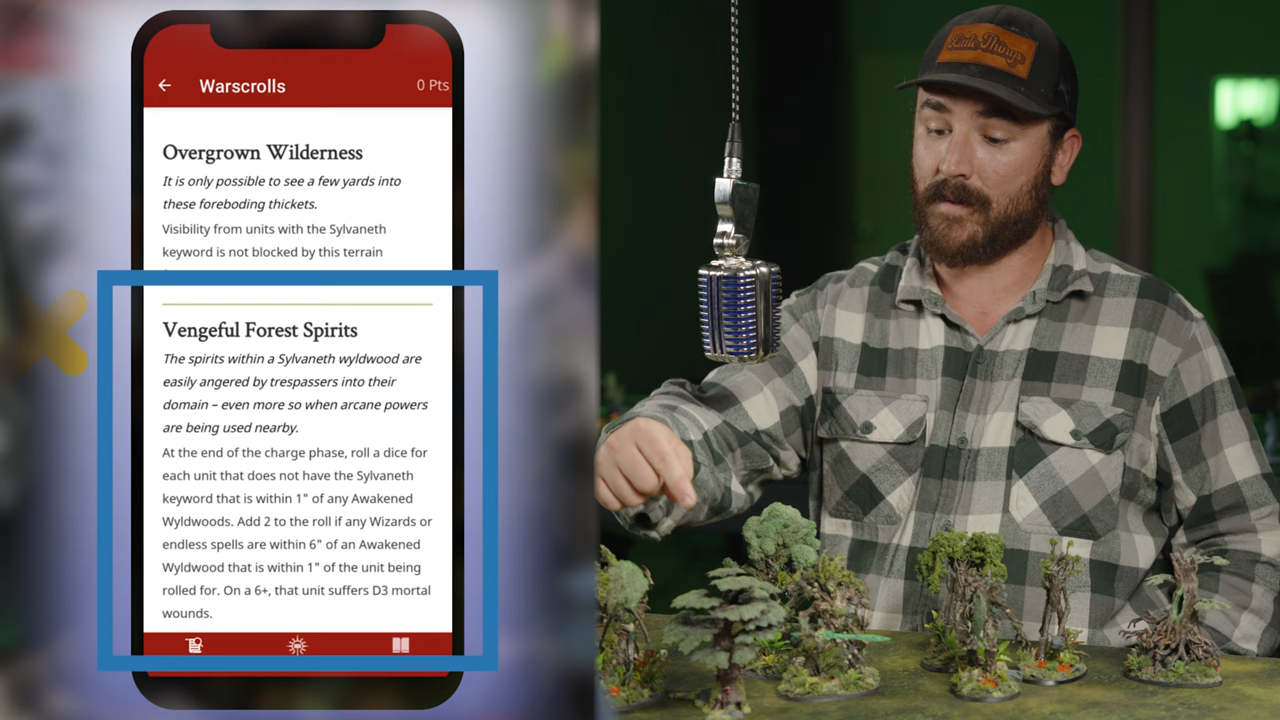 Warscrolls
0 Pts
Overgrown Wilderness
It is only possible to see a few yards into
these foreboding thickets.
Visibility from units with the Sylvaneth
keyword is not blocked by this terrain
Vengeful Forest Spirits
The spirits within a Sylvaneth wyldwood are
easily angered by trespassers into their
domain – even more so when arcane powers
are being used nearby.
At the end of the charge phase, roll a dice for
each unit that does not have the Sylvaneth
keyword that is within 1" of any Awakened
Wyldwoods. Add 2 to the roll if any Wizards or
endless spells are within 6" of an Awakened
Wyldwood that is within 1" of the unit being
rolled for. On a 6+, that unit suffers D3 mortal
wounds.
Little Things